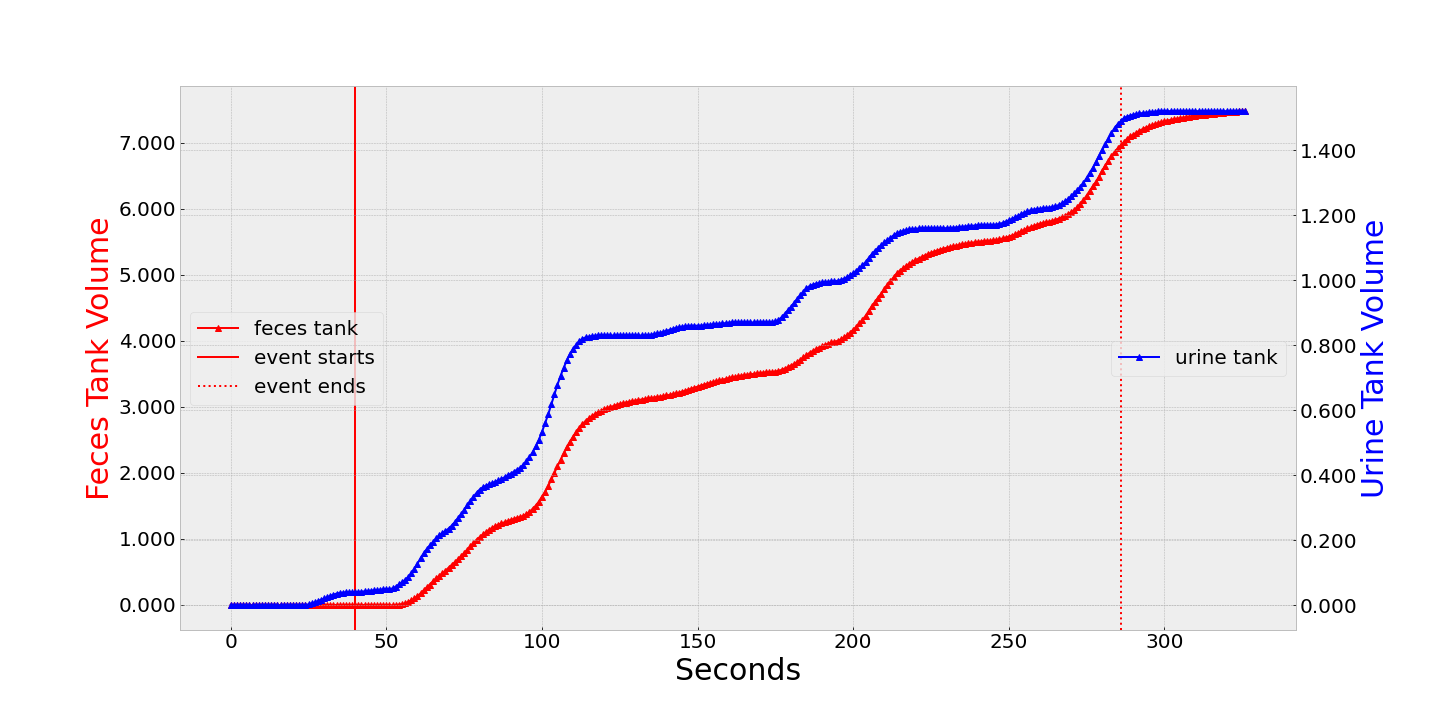 Feces Tank Volume
7.000
6.000
5.000
4.000
3.000
2.000
1.000
0.000
feces tank
event starts
event ends
urine tank
1.400
1.200
1.000
0.800
0.600
0.400
0.200
0.000
Urine Tank Volume
0 50 100 150 200 250 300
Seconds